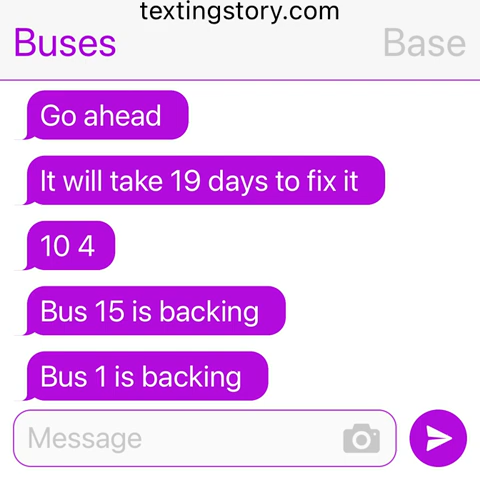 textingstory.com
Buses
Base
Go ahead
It will take 19 days to fix it
10 4
Bus 15 is backing
Bus 1 is backing
Message